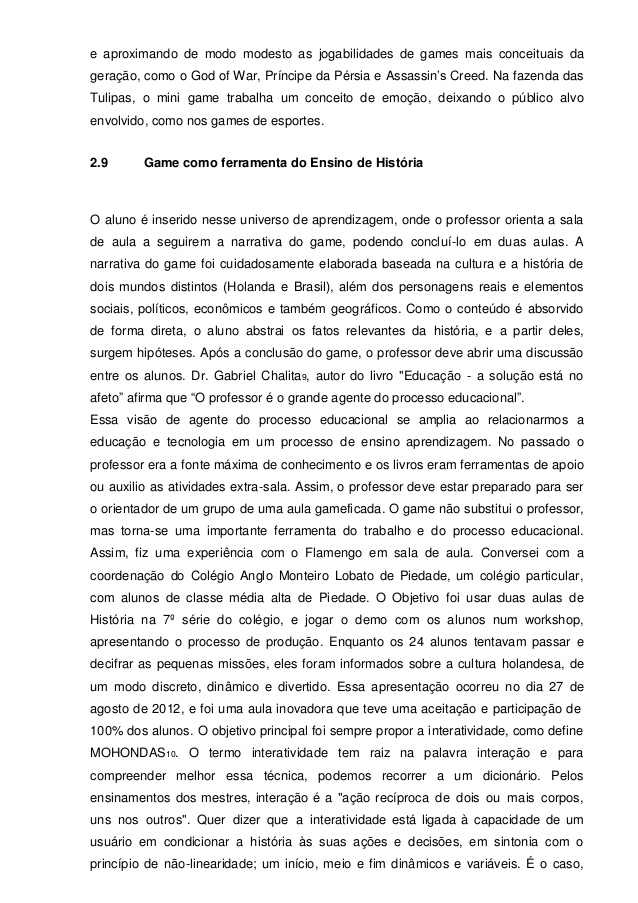 e aproximando de modo modesto as jogabilidades de games mais conceituais da
geração, como o God of War, Príncipe da Pérsia e Assassin's Creed. Na fazenda das
Tulipas, o mini game trabalha um conceito de emoção, deixando o público alvo
envolvido, como nos games de esportes.
2.9 Game como ferramenta do Ensino de História
O aluno é inserido nesse universo de aprendizagem, onde o professor orienta a sala
de aula a seguirem a narrativa do game, podendo concluí-lo em duas aulas. A
narrativa do game foi cuidadosamente elaborada baseada na cultura e a história de
dois mundos distintos (Holanda e Brasil), além dos personagens reais e elementos
sociais, políticos, econômicos e também geográficos. Como o conteúdo é absorvido
de forma direta, o aluno abstrai os fatos relevantes da história, e a partir deles,
surgem hipóteses. Após a conclusão do game, o professor deve abrir uma discussão
entre os alunos. Dr. Gabriel Chalita9, autor do livro "Educação - a solução está no
afeto" afirma que “O professor é o grande agente do processo educacional”.
Essa visão de agente do processo educacional se amplia ao relacionarmos a
educação e tecnologia em um processo de ensino aprendizagem. No passado o
professor era a fonte máxima de conhecimento e os livros eram ferramentas de apoio
ou auxilio as atividades extra-sala. Assim, o professor deve estar preparado para ser
o orientador de um grupo de uma aula gameficada. O game não substitui o professor,
mas torna-se uma importante ferramenta do trabalho e do processo educacional.
Assim, fiz uma experiência com o Flamengo em sala de aula. Conversei com a
coordenação do Colégio Anglo Monteiro Lobato de Piedade, um colégio particular,
com alunos de classe média alta de Piedade. O Objetivo foi usar duas aulas de
História na 7º série do colégio, e jogar o demo com os alunos num workshop,
apresentando o processo de produção. Enquanto os 24 alunos tentavam passar e
decifrar as pequenas missões, eles foram informados sobre a cultura holandesa, de
um modo discreto, dinâmico e divertido. Essa apresentação ocorreu no dia 27 de
agosto de 2012, e foi uma aula inovadora que teve uma aceitação e participação de
100% dos alunos. O objetivo principal foi sempre propor a interatividade, como define
MOHONDAS10. O termo interatividade tem raiz na palavra interação e para
compreender melhor essa técnica, podemos recorrer a um dicionário. Pelos
ensinamentos dos mestres, interação é a "ação recíproca de dois ou mais corpos,
uns nos outros". Quer dizer que a interatividade está ligada à capacidade de um
usuário em condicionar a história às suas ações e decisões, em sintonia com o
princípio de não-linearidade; um início, meio e fim dinâmicos e variáveis. É o caso,